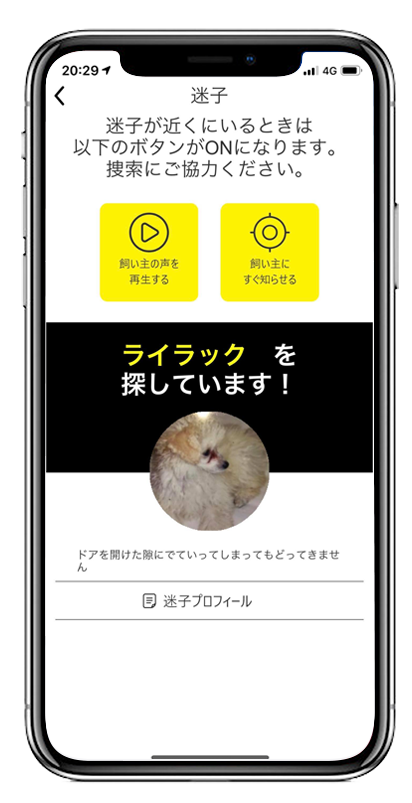 20:29
4G
迷子
迷子が近くにいるときは
以下のボタンがONになります。
捜索にご協力ください。
飼い主の声を
再生する
飼い主に
すぐ知らせる
ライラック を
探しています！
ドアを開けた隙にでていってしまってもどってきませ
ん
迷子プロフィール